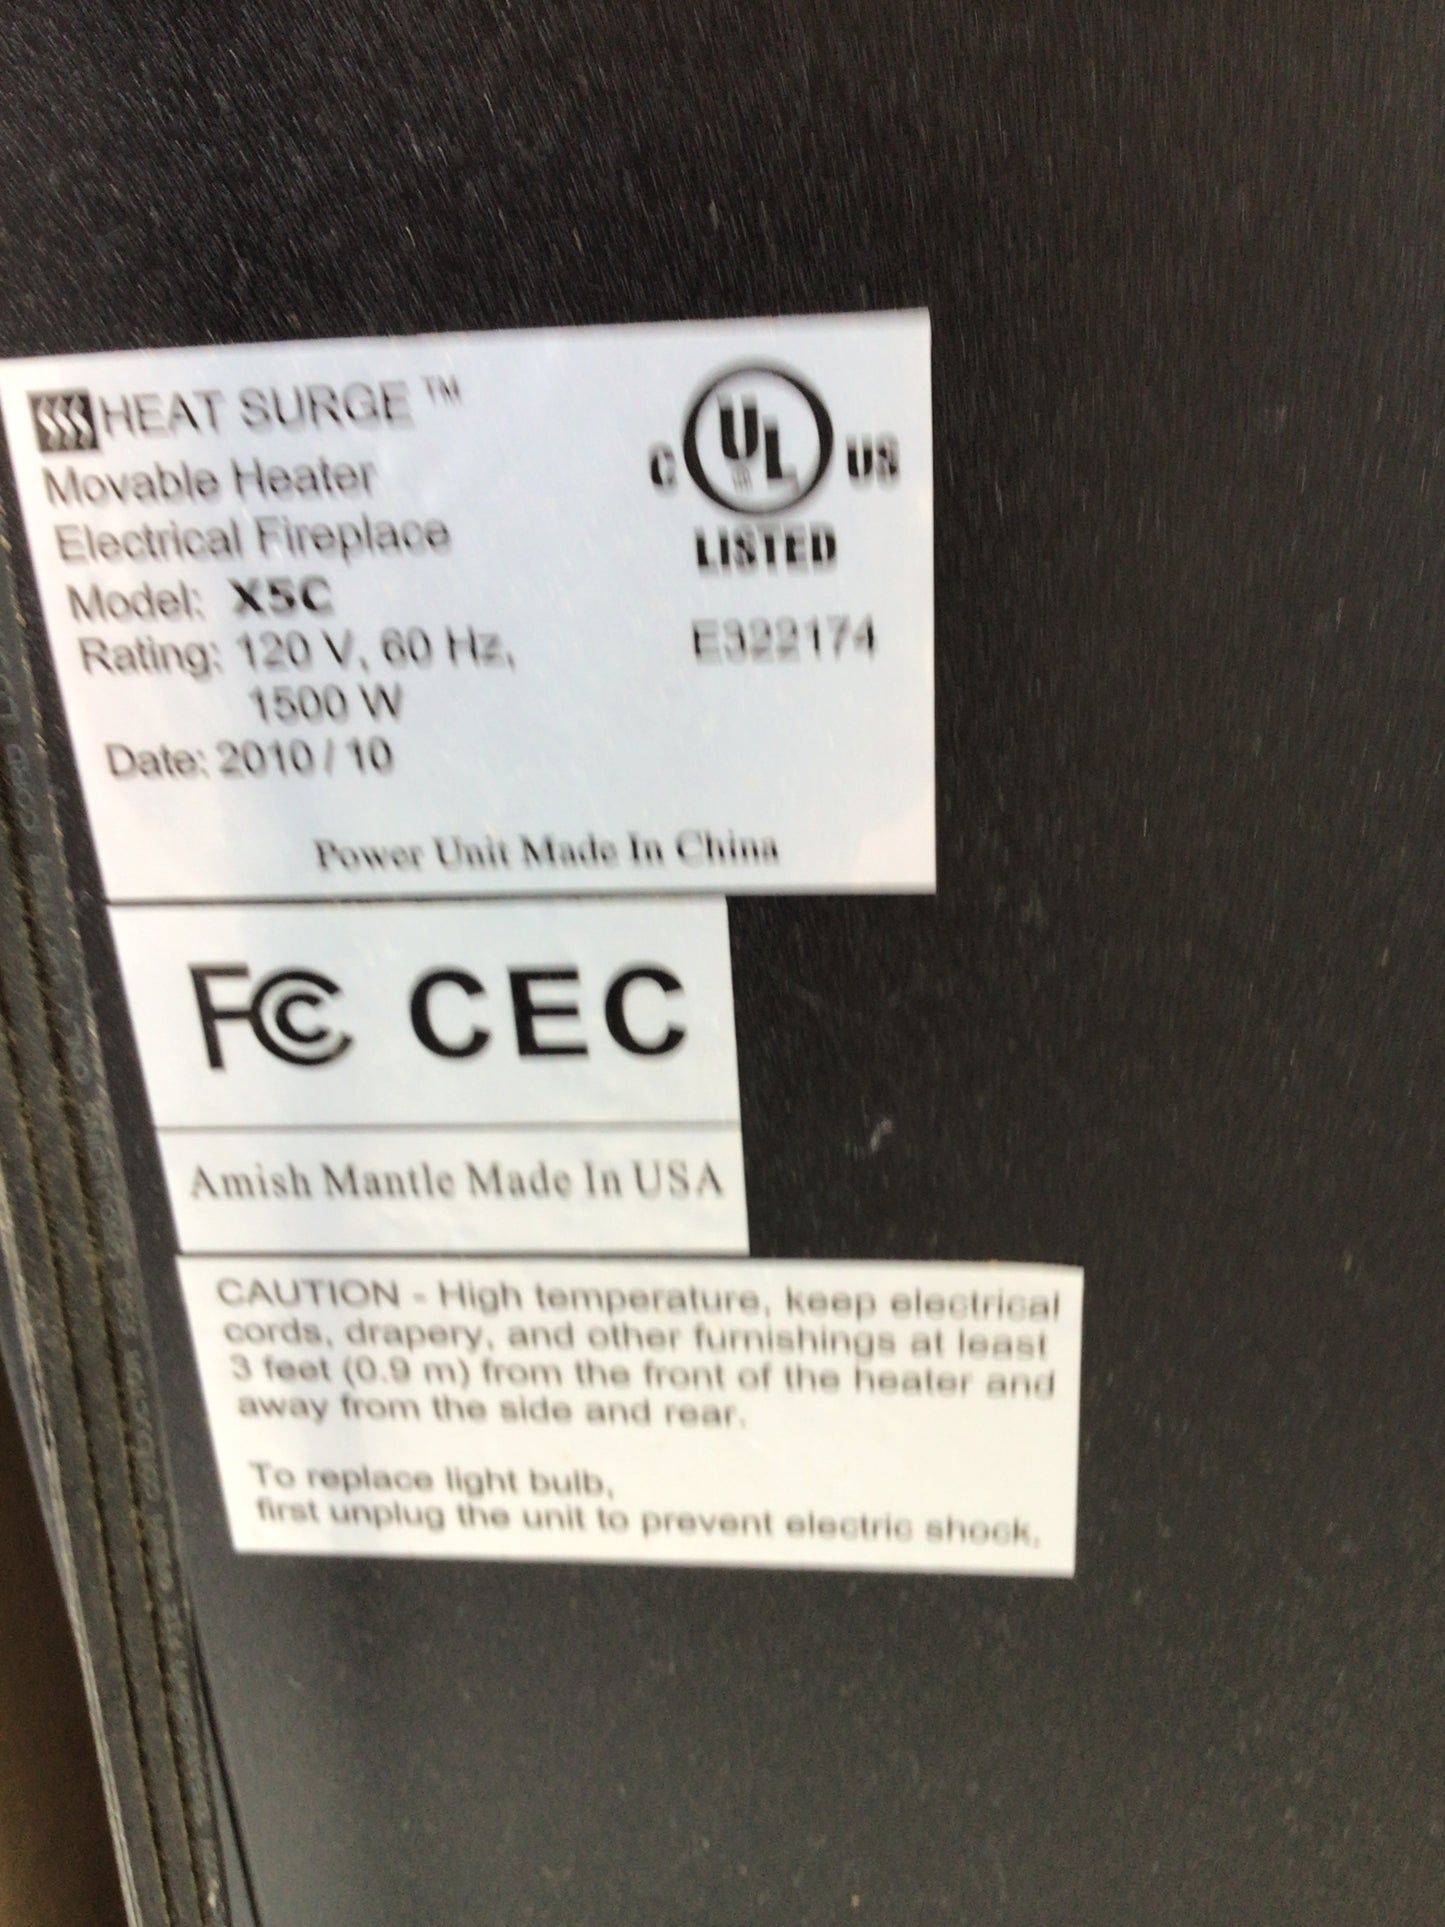 HEAT SURGE™
Movable Heater
Electrical Fireplace
Model: X5C
Rating: 120 V, 60 Hz,
1500 W
Date: 2010 / 10
C UL US
LISTED
E322174
Power Unit Made In China
FC CEC
Amish Mantle Made In USA
CAUTION - High temperature, keep electrical
cords, drapery, and other furnishings at least
3 feet (0.9 m) from the front of the heater and
away from the side and rear.
To replace light bulb,
first unplug the unit to prevent electric shock.